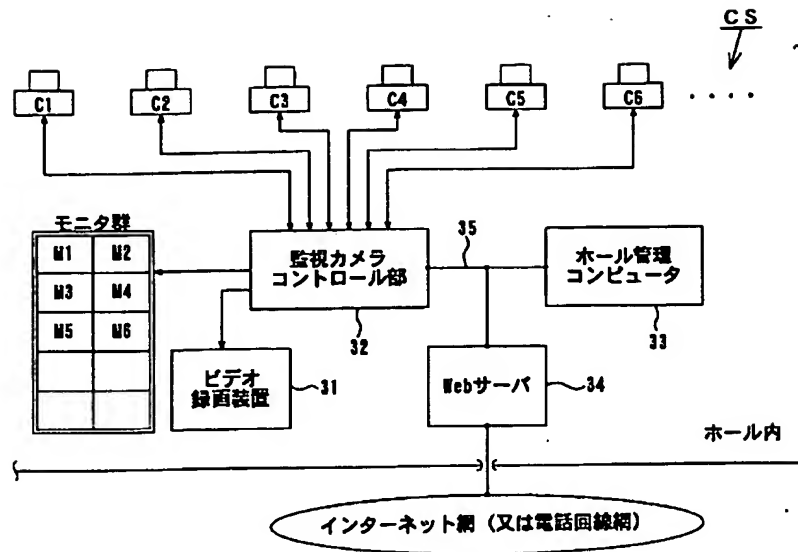 CS
C1 C2 C3 C4 C5 C6 ・・・・
モニタ群
M1 M2
M3 M4
M5 M6
監視カメラ
コントロール部
32
35
ホール管理
コンピュータ
33
ビデオ
録画装置
31
Webサーバ
34
ホール内
インターネット網（又は電話回線網）